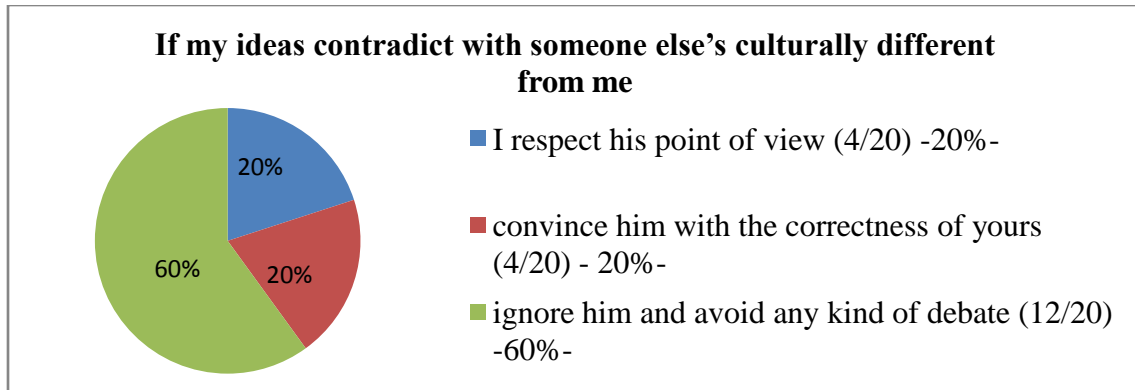 If my ideas contradict with someone else’s culturally different
from me
20%
20%
60%
I respect his point of view (4/20) -20%-
convince him with the correctness of yours
(4/20) - 20%-
ignore him and avoid any kind of debate (12/20)
-60%-